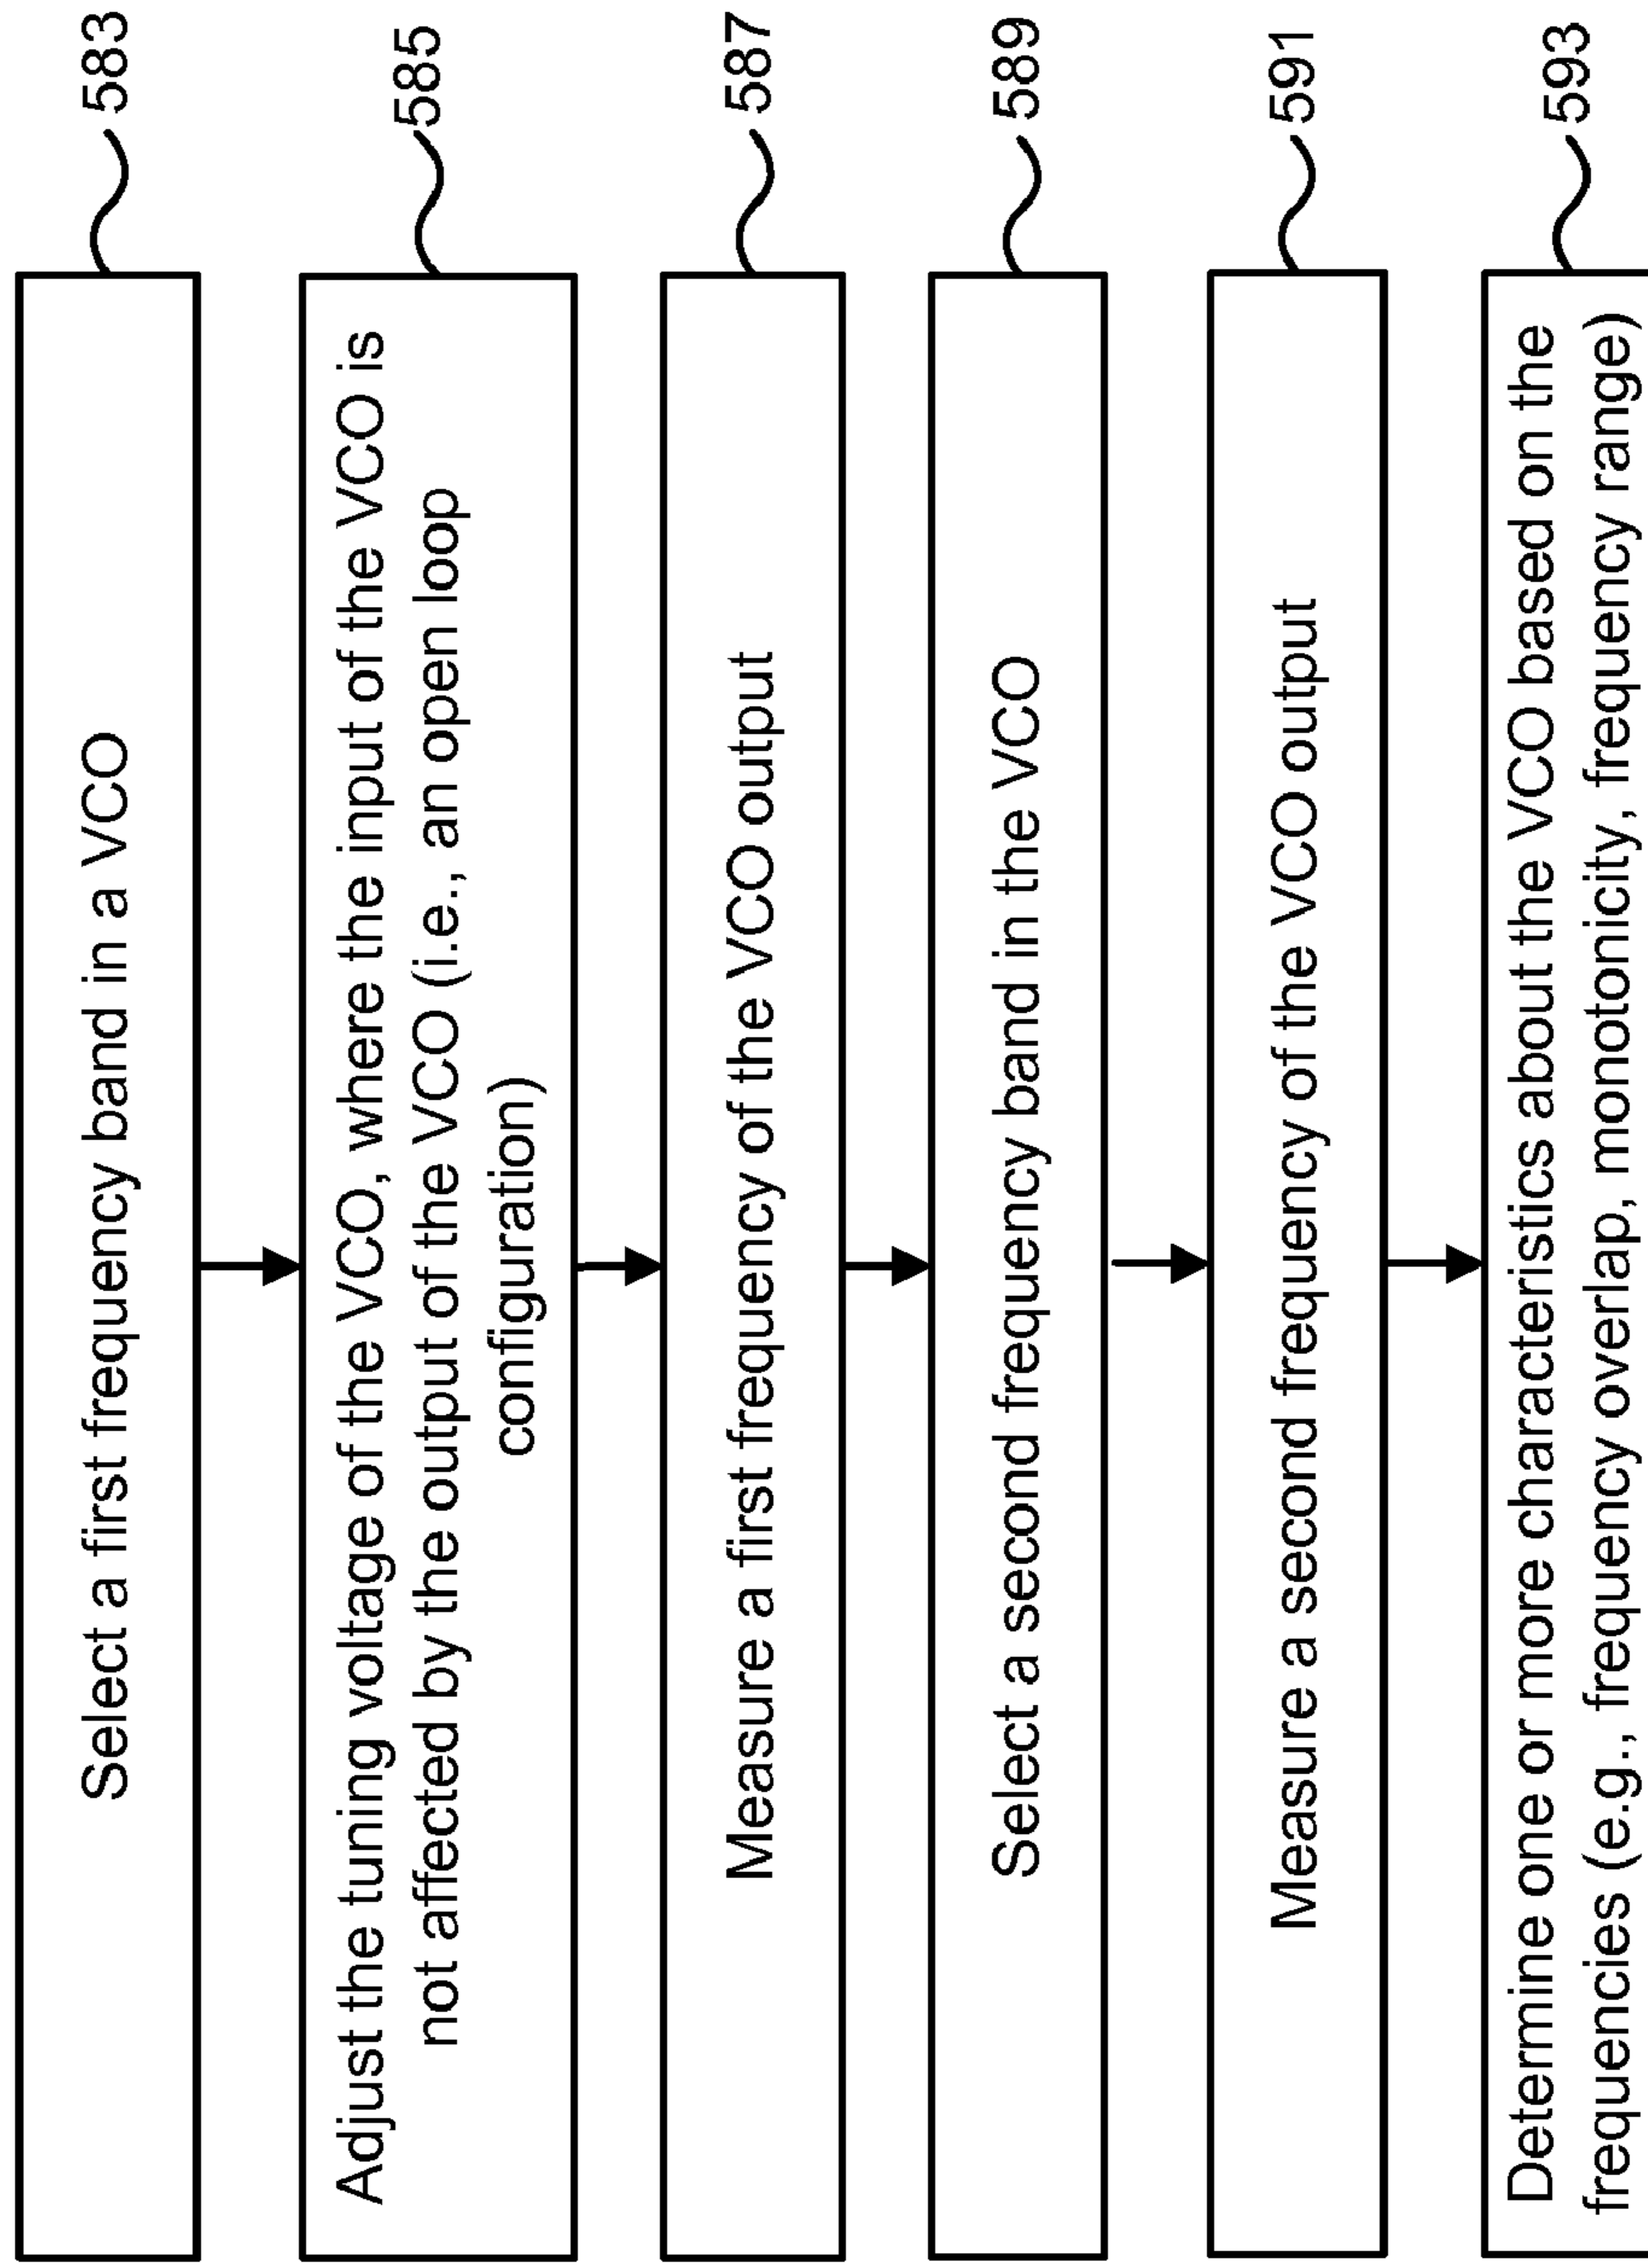 Select a first frequency band in a VCO
583
Adjust the tuning voltage of the VCO, where the input of the VCO is
not affected by the output of the VCO (i.e., an open loop
configuration)
585
Measure a first frequency of the VCO output
587
Select a second frequency band in the VCO
589
Measure a second frequency of the VCO output
591
Determine one or more characteristics about the VCO based on the
frequencies (e.g., frequency overlap, monotonicity, frequency range)
593